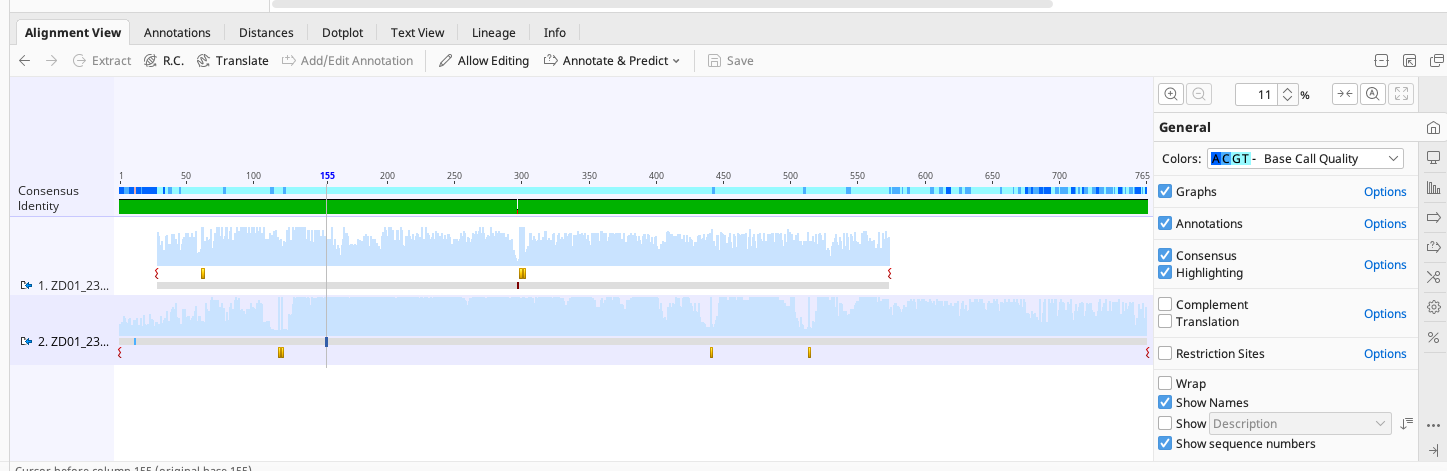 Alignment View Annotations Distances Dotplot Text View Lineage Info
Extract R.C. Translate Add/Edit Annotation Allow Editing Annotate & Predict Save
11 %
General
Colors: ACGT - Base Call Quality
1 50 100 155 200 250 300 350 400 450 500 550 600 650 700 765
Consensus
Identity
Graphs Options
Annotations Options
Consensus
Highlighting
Options
1. ZD01_23...
Complement
Translation
Options
2. ZD01_23...
Restriction Sites Options
Wrap
Show Names
Show Description
Show sequence numbers
Cursor before column 155 (original base 155)